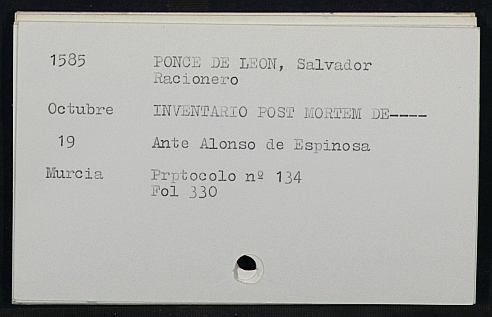 1585 PONCE DE LEON, Salvador
Racionero
Octubre INVENTARIO POST MORTEM DE----
19 Ante Alonso de Espinosa
Murcia Prptocolo nº 134
Fol 330